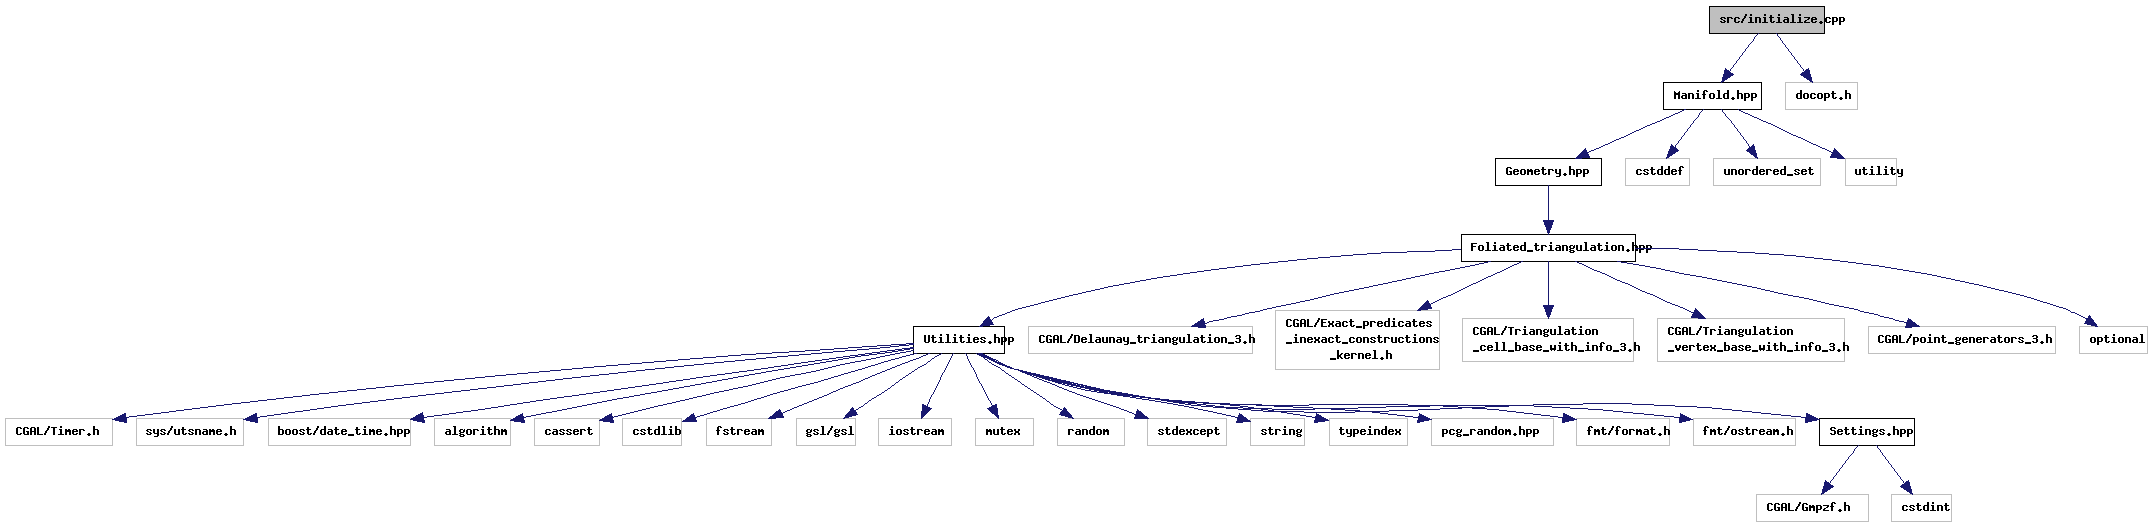 src/initialize.cpp
Manifold.hpp
docopt.h
Geometry.hpp
cstddef
unordered_set
utility
Foliated_triangulation.hpp
Utilities.hpp
CGAL/Delaunay_triangulation_3.h
CGAL/Exact_predicates
_inexact_constructions
_kernel.h
CGAL/Triangulation
_cell_base_with_info_3.h
CGAL/Triangulation
_vertex_base_with_info_3.h
CGAL/point_generators_3.h
optional
CGAL/Timer.h
sys/utsname.h
boost/date_time.hpp
algorithm
cassert
cstdlib
fstream
gsl/gsl
iostream
mutex
random
stdexcept
string
typeindex
pcg_random.hpp
fmt/format.h
fmt/ostream.h
Settings.hpp
CGAL/Gmpzf.h
cstdint